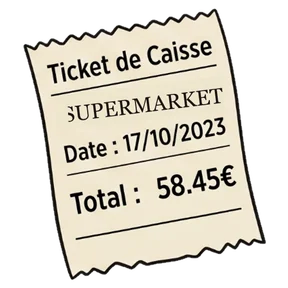 Ticket de Caisse
SUPERMARKET
Date : 17/10/2023
Total : 58.45€